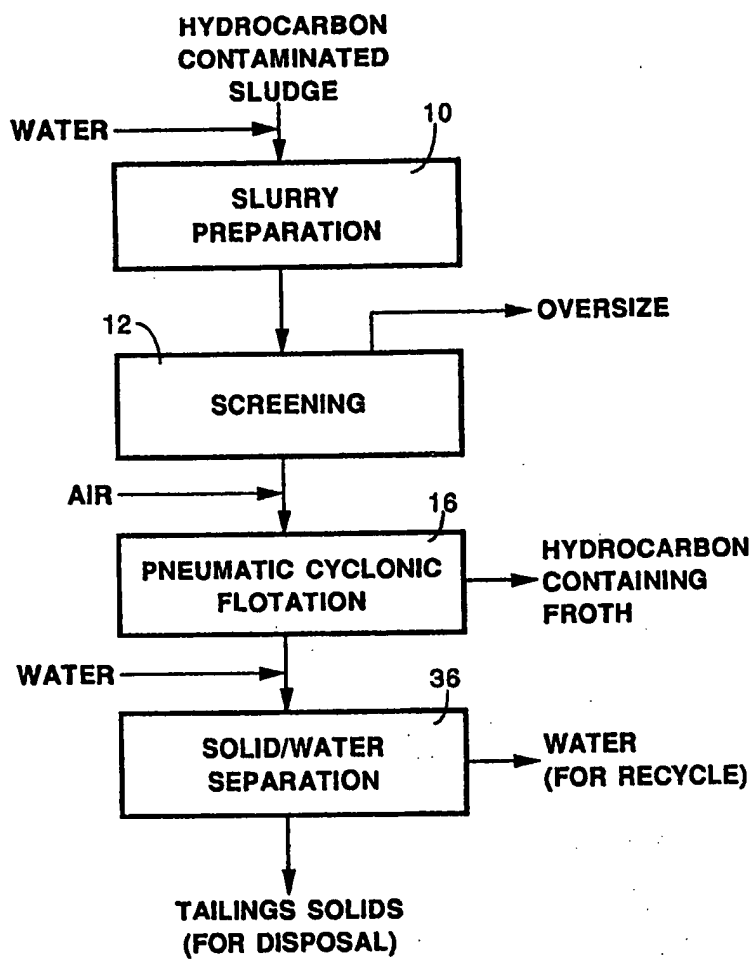 HYDROCARBON
CONTAMINATED
SLUDGE
WATER
10
SLURRY
PREPARATION
OVERSIZE
12
SCREENING
AIR
16
PNEUMATIC CYCLONIC
FLOTATION
HYDROCARBON
CONTAINING
FROTH
WATER
36
SOLID/WATER
SEPARATION
WATER
(FOR RECYCLE)
TAILINGS SOLIDS
(FOR DISPOSAL)